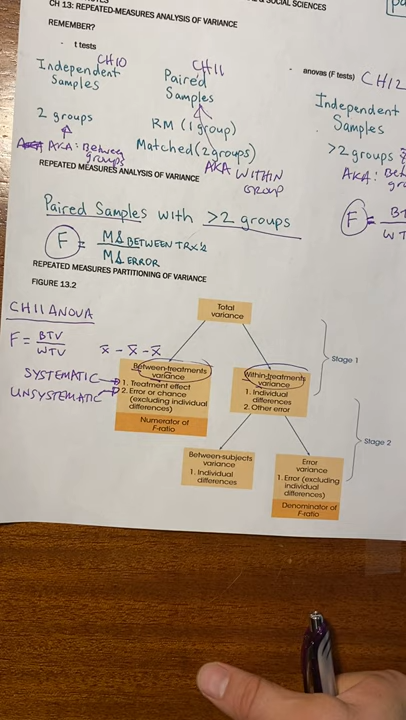 & SOCIAL SCIENCES
CH 13: REPEATED-MEASURES ANALYSIS OF VARIANCE
REMEMBER?
- t tests
CH10
Independent
Samples
2 groups
AKA: Between
groups
CH11
Paired
Samples
RM (1 group)
Matched (2 groups)
AKA WITHIN
GROUP
anovas (F tests) CH12
Independent
Samples
>2 groups
AKA:
F =
REPEATED MEASURES ANALYSIS OF VARIANCE
Paired Samples with >2 groups
F = MS BETWEEN TRX'S
MS ERROR
REPEATED MEASURES PARTITIONING OF VARIANCE
FIGURE 13.2
CH11 ANOVA
F = BTV
WTV
x̄ - x̄ - x̄
SYSTEMATIC
UNSYSTEMATIC
Total
variance
Between-treatments
variance
1. Treatment effect
2. Error or chance
(excluding individual
differences)
Numerator of
F-ratio
Within-treatments
variance
1. Individual
differences
2. Other error
Stage 1
Between-subjects
variance
1. Individual
differences
Error
variance
1. Error (excluding
individual
differences)
Denominator of
F-ratio
Stage 2